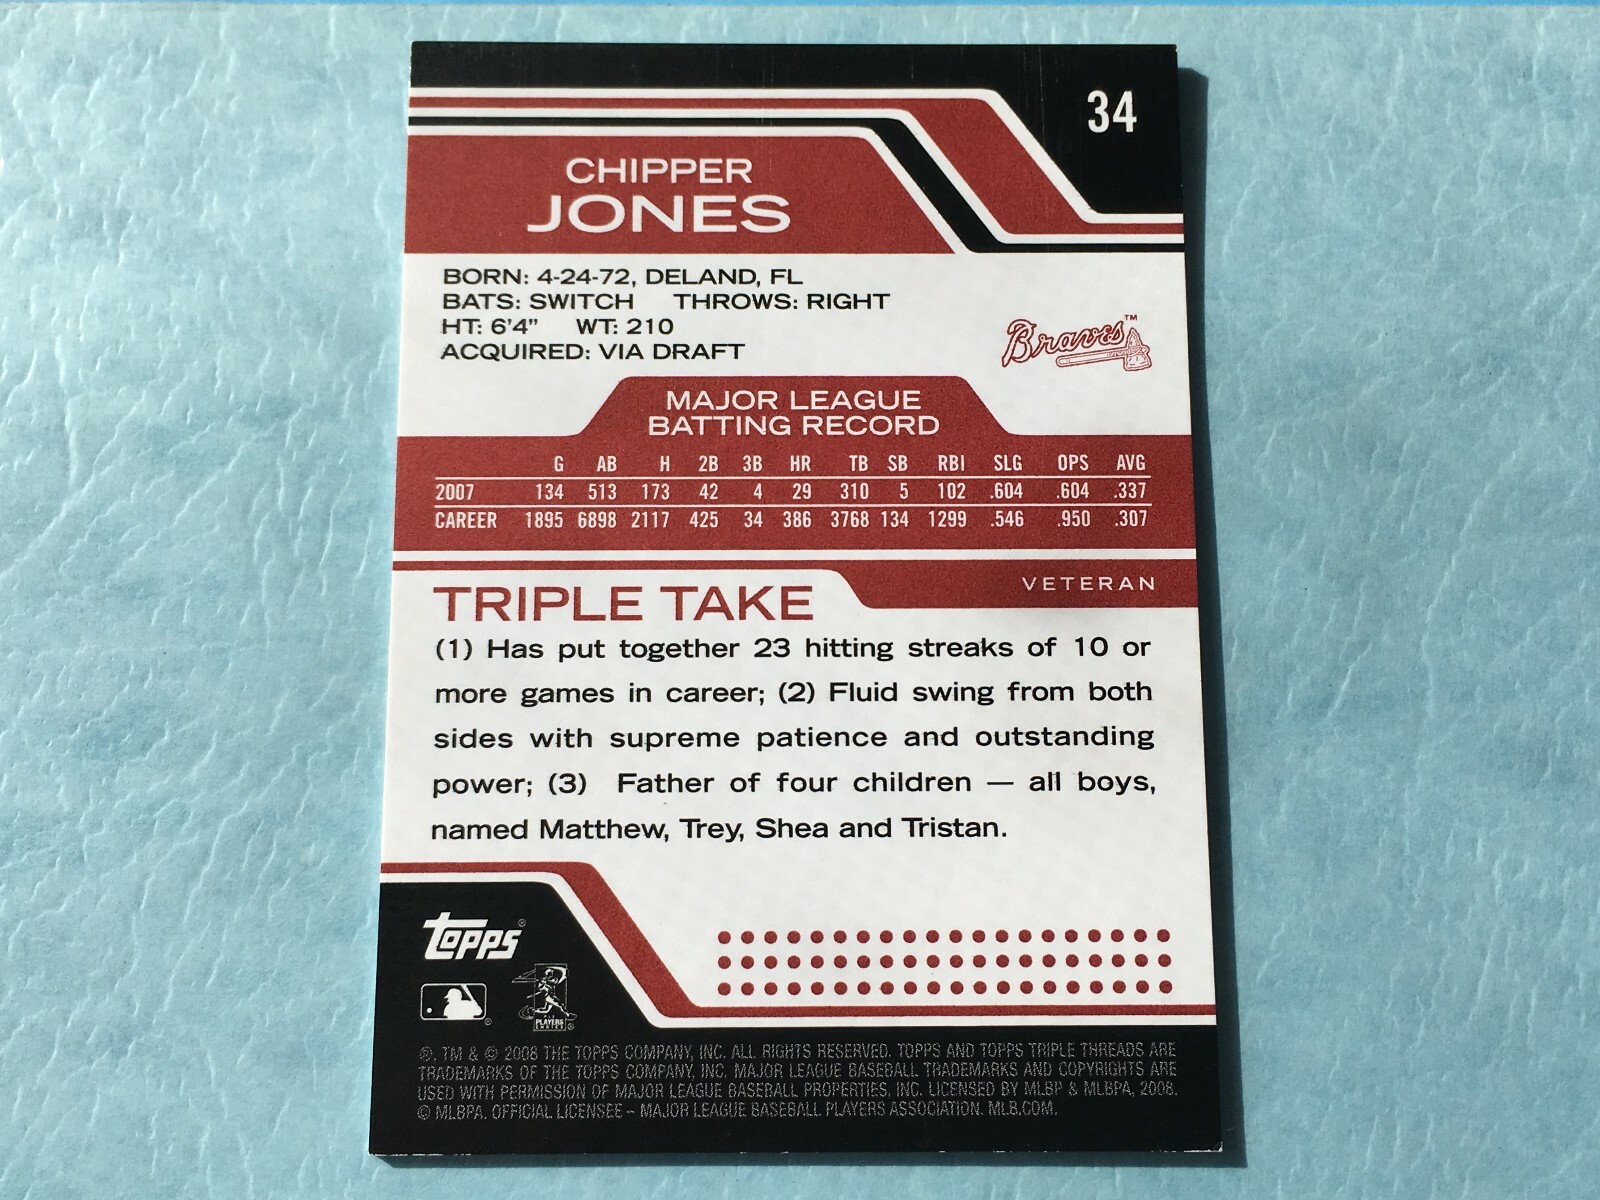 34
CHIPPER
JONES
BORN: 4-24-72, DELAND, FL
BATS: SWITCH THROWS: RIGHT
HT: 6'4" WT: 210
ACQUIRED: VIA DRAFT
Braves™
MAJOR LEAGUE
BATTING RECORD
G AB H 2B 3B HR TB SB RBI SLG OPS AVG
2007 134 513 173 42 4 29 310 5 102 .604 .604 .337
CAREER 1895 6898 2117 425 34 386 3768 134 1299 .546 .950 .307
VETERAN
TRIPLE TAKE
(1) Has put together 23 hitting streaks of 10 or
more games in career; (2) Fluid swing from both
sides with supreme patience and outstanding
power; (3) Father of four children — all boys,
named Matthew, Trey, Shea and Tristan.
topps®
PLAYERS
CHOICE ®
®, TM & © 2008 THE TOPPS COMPANY, INC. ALL RIGHTS RESERVED. TOPPS AND TOPPS TRIPLE THREADS ARE
TRADEMARKS OF THE TOPPS COMPANY, INC. MAJOR LEAGUE BASEBALL TRADEMARKS AND COPYRIGHTS ARE
USED WITH PERMISSION OF MAJOR LEAGUE BASEBALL PROPERTIES, INC. LICENSED BY MLBP & MLBPA, 2008.
© MLBPA. OFFICIAL LICENSEE – MAJOR LEAGUE BASEBALL PLAYERS ASSOCIATION. MLB.COM.